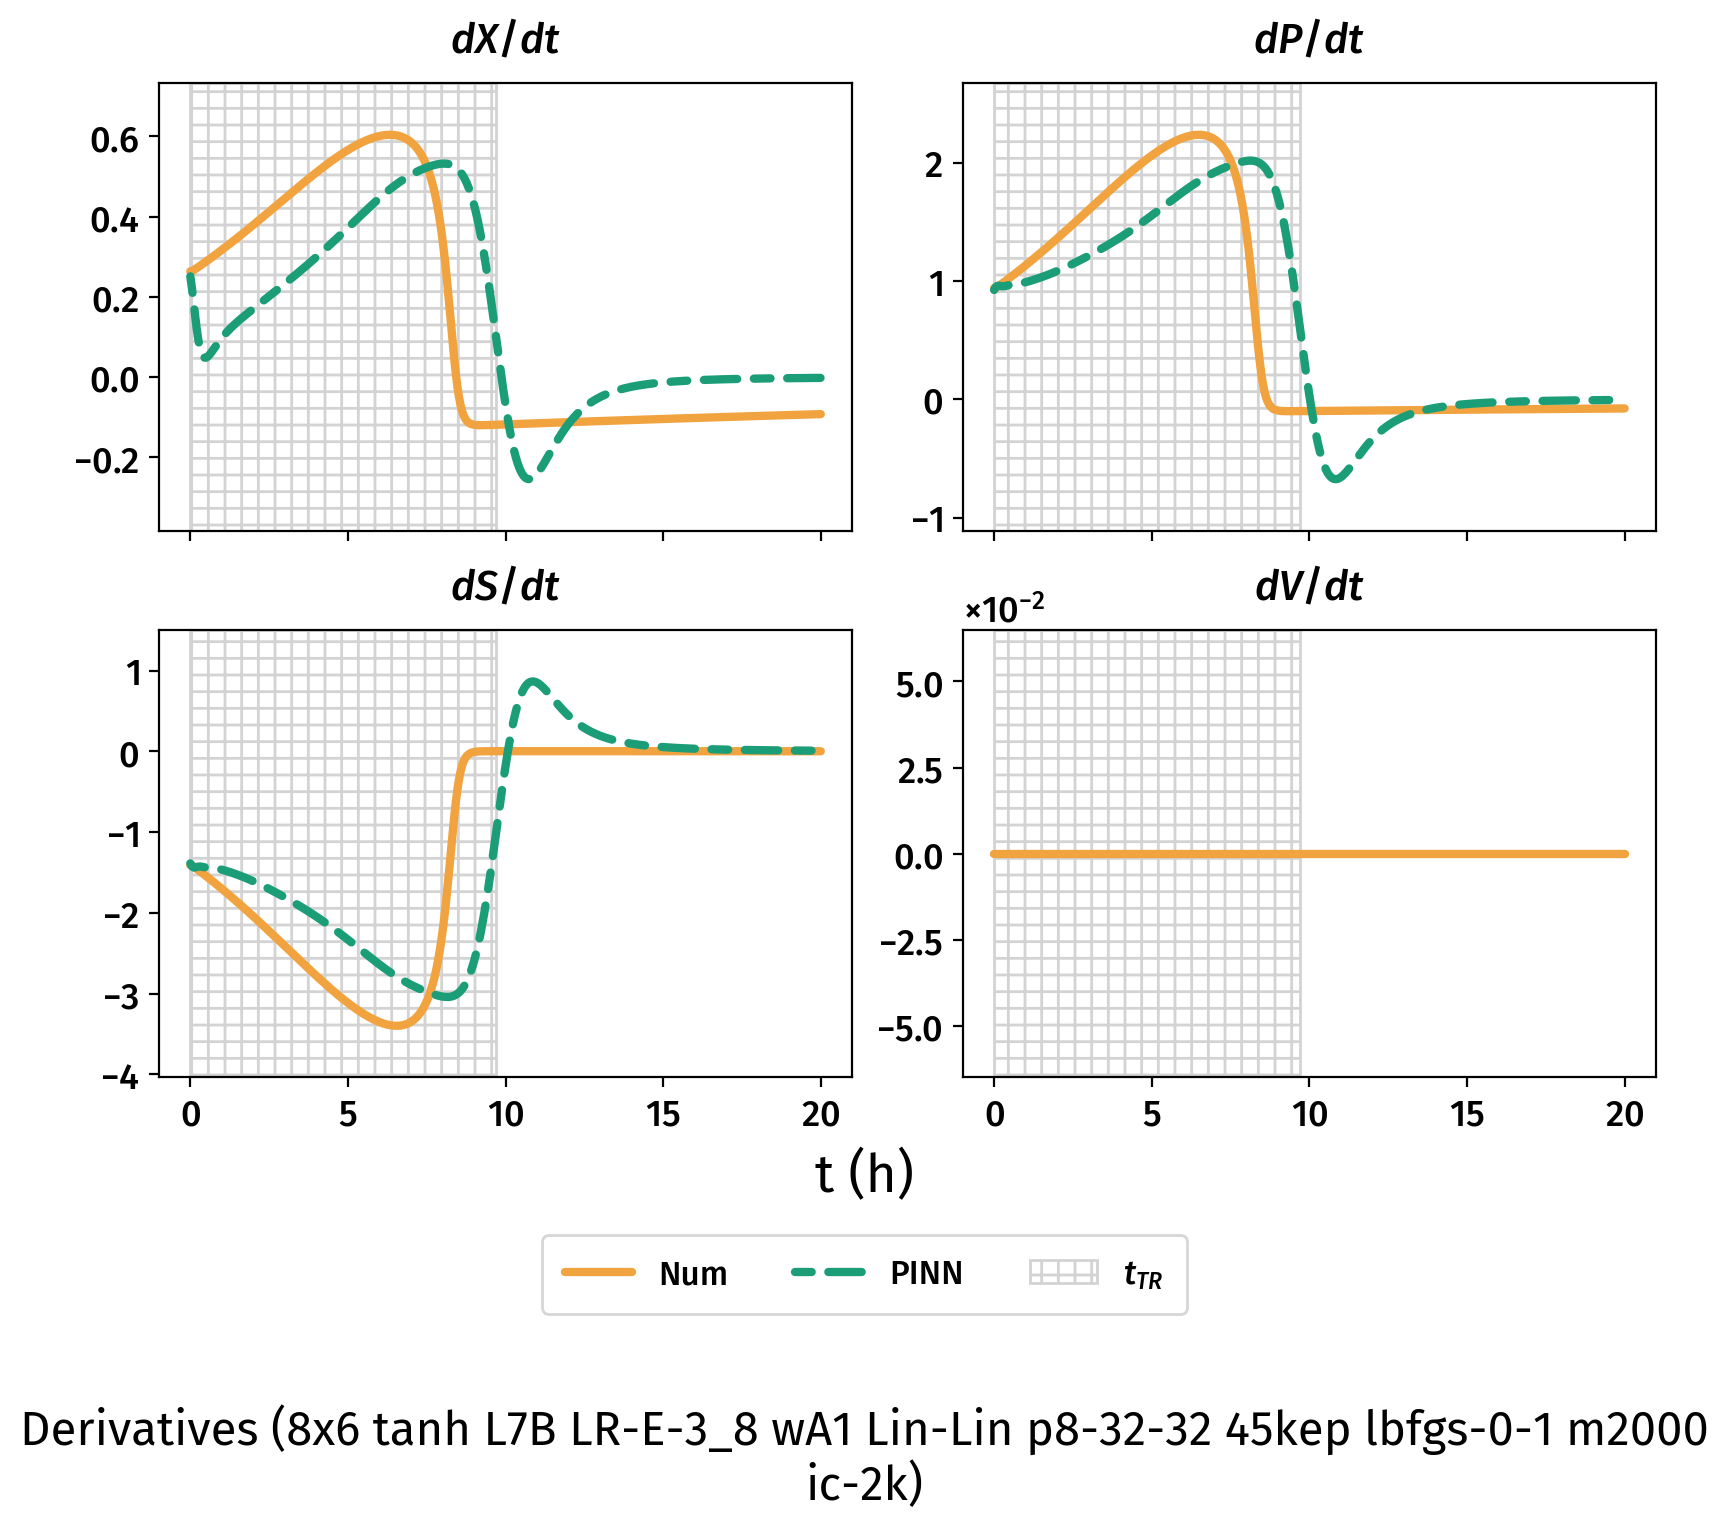 dX/dt
dP/dt
0.6
0.4
0.2
0.0
−0.2
2
1
0
−1
dS/dt
dV/dt
×10⁻²
1
0
−1
−2
−3
−4
5.0
2.5
0.0
−2.5
−5.0
0 5 10 15 20
0 5 10 15 20
t (h)
Num PINN t_TR
Derivatives (8x6 tanh L7B LR-E-3_8 wA1 Lin-Lin p8-32-32 45kep lbfgs-0-1 m2000
ic-2k)